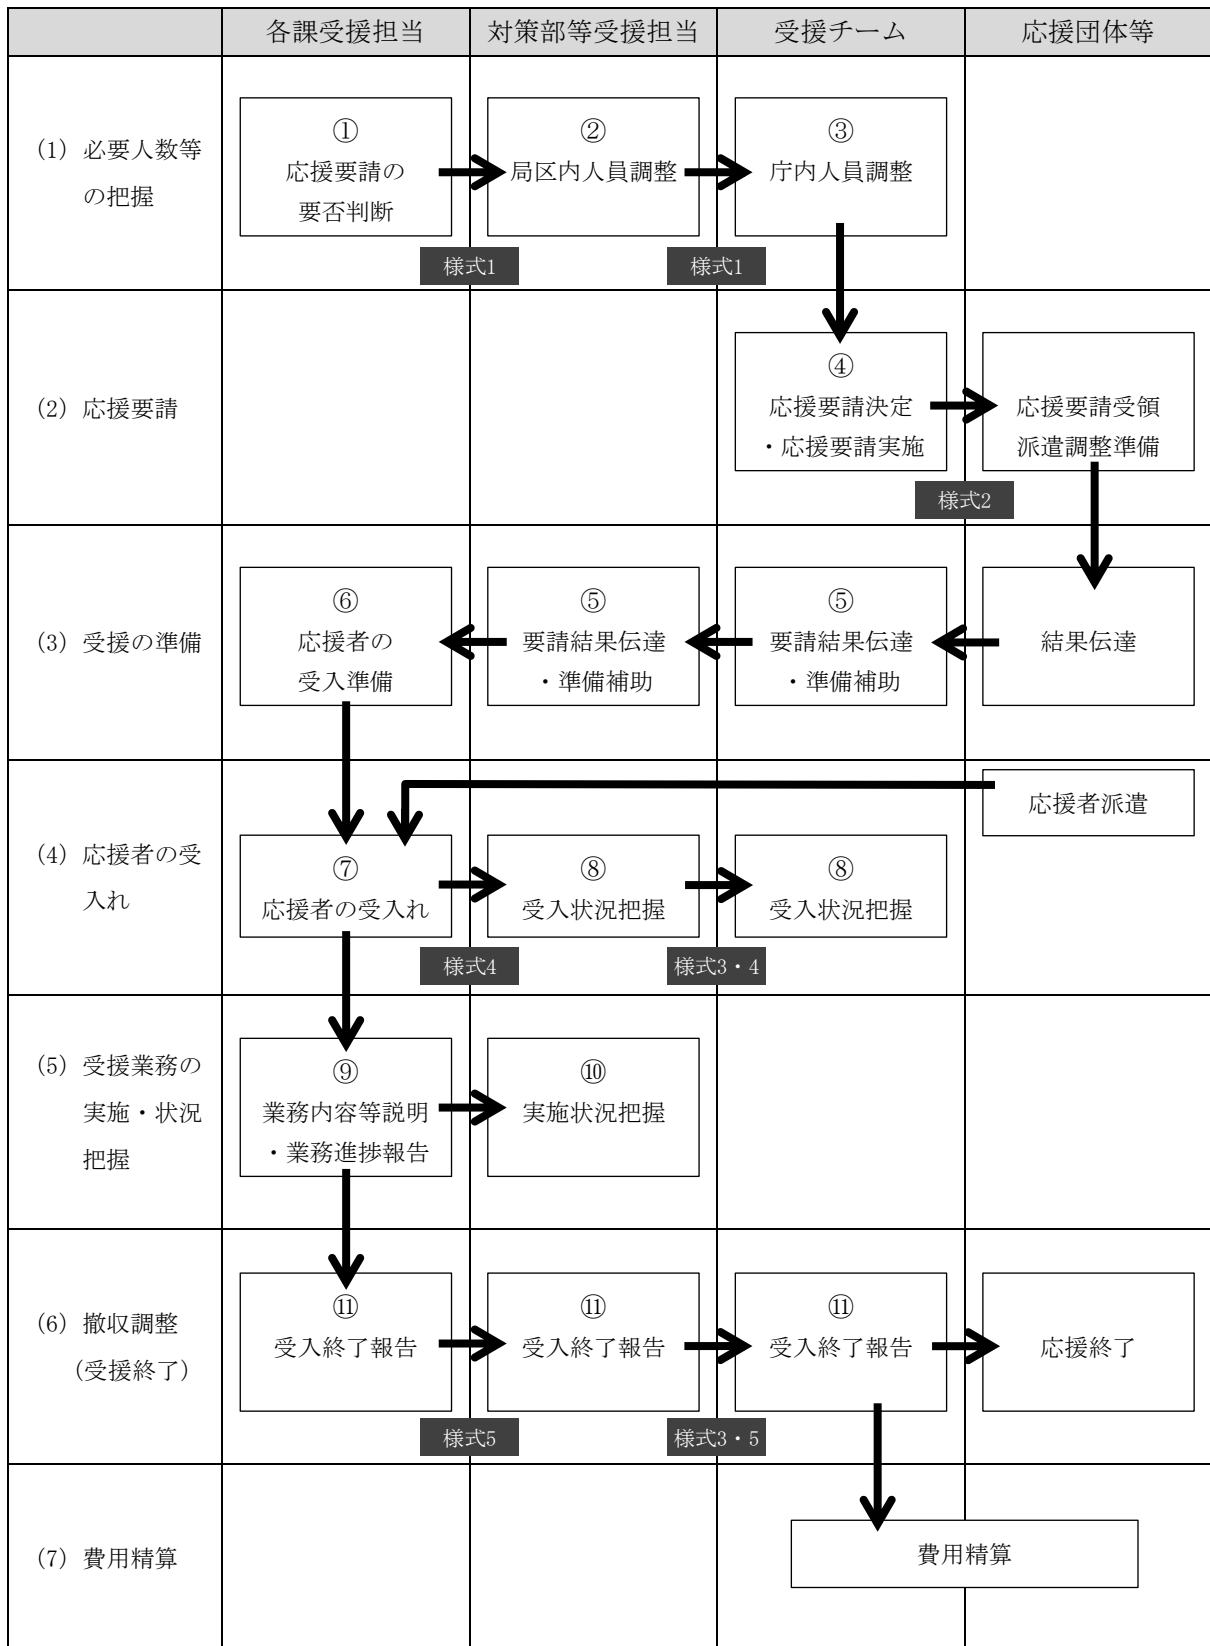 各課受援担当
対策部等受援担当
受援チーム
応援団体等
(1) 必要人数等
の把握
①
応援要請の
要否判断
②
局区内人員調整
③
庁内人員調整
様式1
様式1
(2) 応援要請
④
応援要請決定
・応援要請実施
応援要請受領
派遣調整準備
様式2
(3) 受援の準備
⑥
応援者の
受入準備
⑤
要請結果伝達
・準備補助
⑤
要請結果伝達
・準備補助
結果伝達
(4) 応援者の受
入れ
応援者派遣
⑦
応援者の受入れ
⑧
受入状況把握
⑧
受入状況把握
様式4
様式3・4
(5) 受援業務の
実施・状況
把握
⑨
業務内容等説明
・業務進捗報告
⑩
実施状況把握
(6) 撤収調整
(受援終了)
⑪
受入終了報告
⑪
受入終了報告
⑪
受入終了報告
応援終了
様式5
様式3・5
(7) 費用精算
費用精算